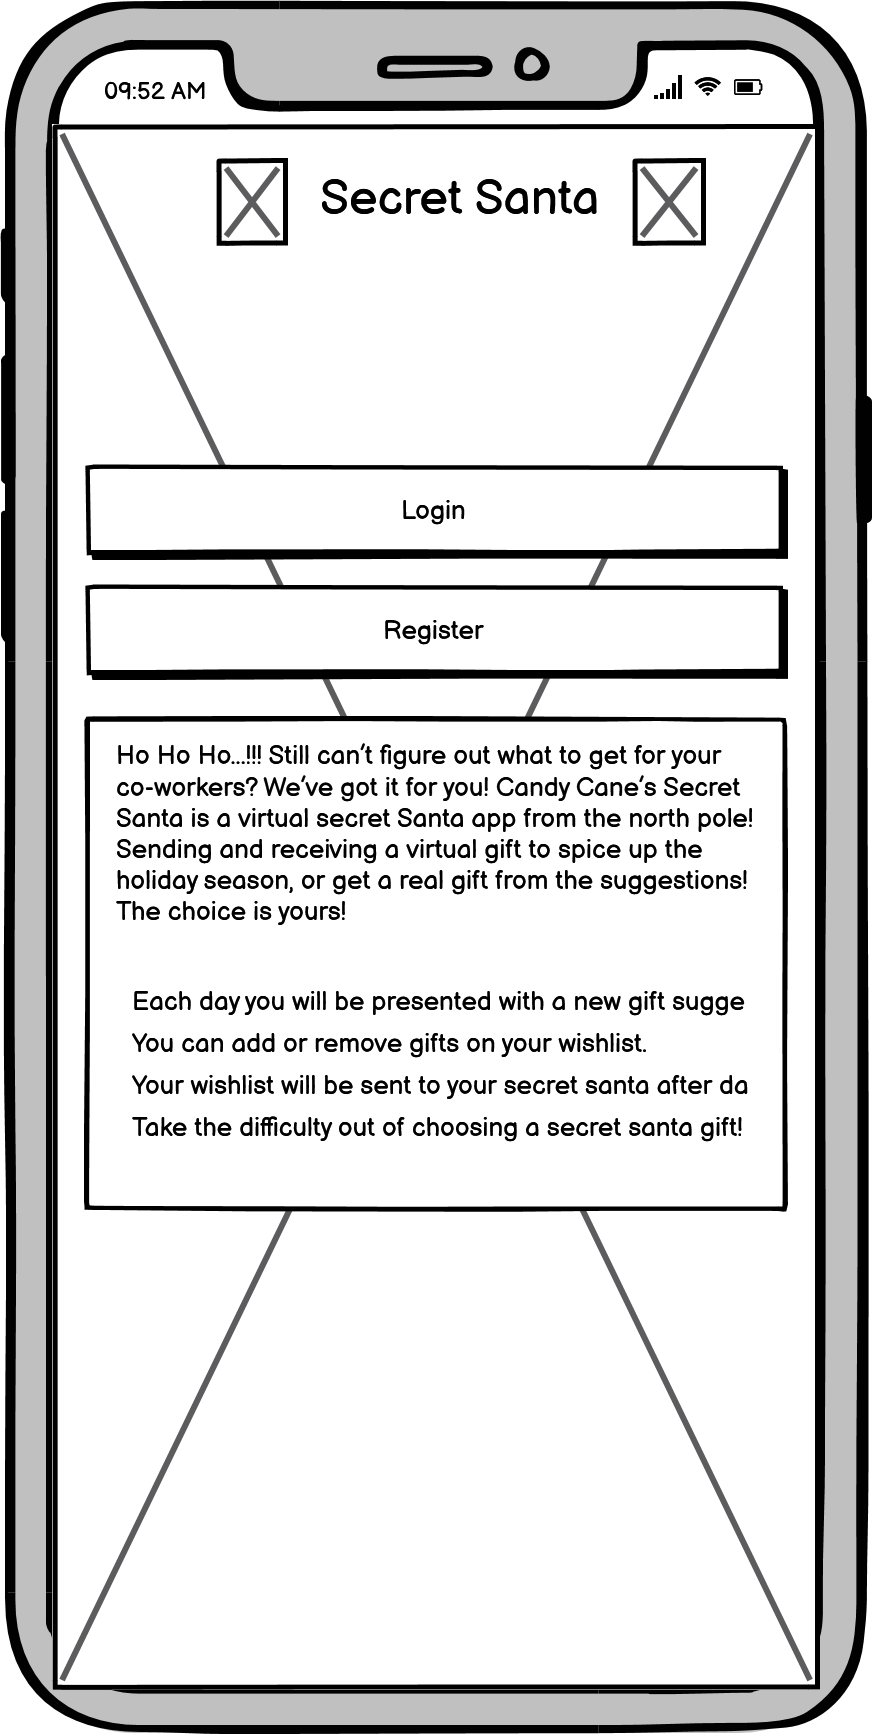 09:52 AM
Secret Santa
Login
Register
Ho Ho Ho...!!! Still can't figure out what to get for your
co-workers? We've got it for you! Candy Cane's Secret
Santa is a virtual secret Santa app from the north pole!
Sending and receiving a virtual gift to spice up the
holiday season, or get a real gift from the suggestions!
The choice is yours!
Each day you will be presented with a new gift sugge
You can add or remove gifts on your wishlist.
Your wishlist will be sent to your secret santa after da
Take the difficulty out of choosing a secret santa gift!